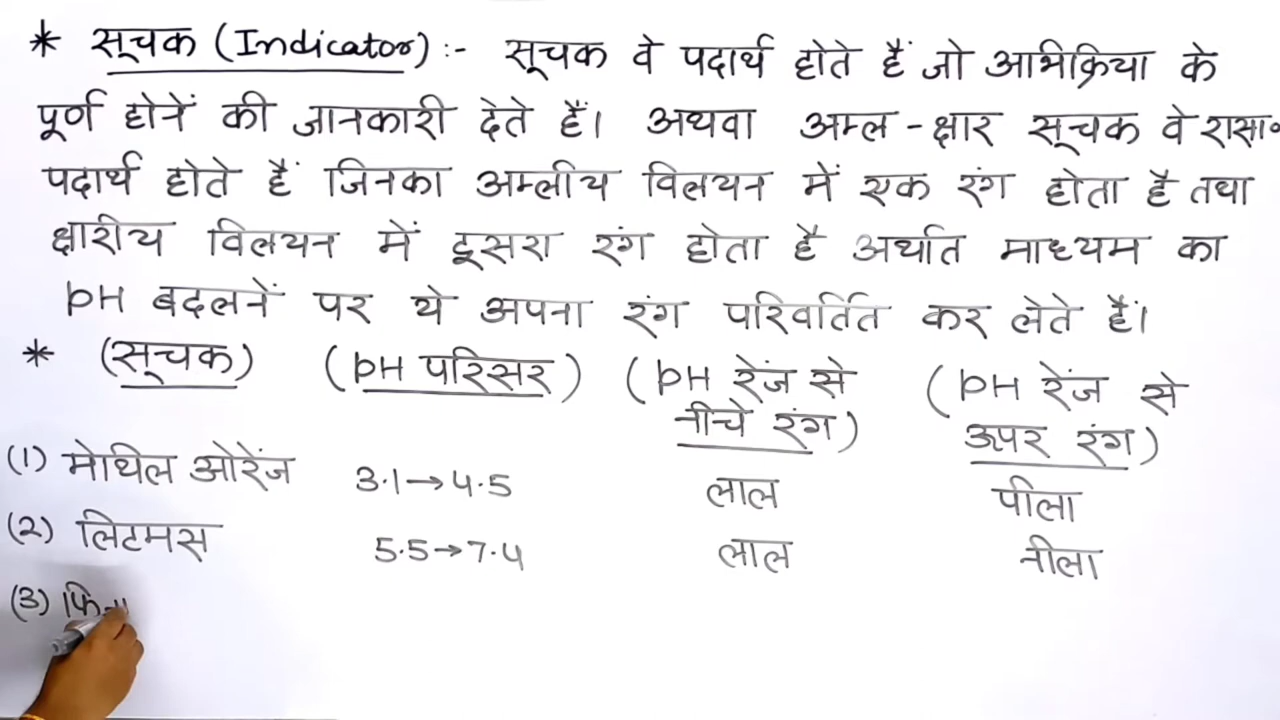 * सूचक (Indicator) :- सूचक वे पदार्थ होते हैं जो अभिक्रिया के
पूर्ण होनें की जानकारी देते हैं। अथवा अम्ल-क्षार सूचक वे रासा॰
पदार्थ होते हैं जिनका अम्लीय विलयन में एक रंग होता है तथा
क्षारीय विलयन में दूसरा रंग होता है अर्थात माध्यम का
pH बदलनें पर ये अपना रंग परिवर्तित कर लेते हैं।
* (सूचक) (pH परिसर) (pH रेंज से नीचे रंग) (pH रेंज से ऊपर रंग)
(1) मेथिल ओरेंज 3.1→4.5 लाल पीला
(2) लिटमस 5.5→7.4 लाल नीला
(3)